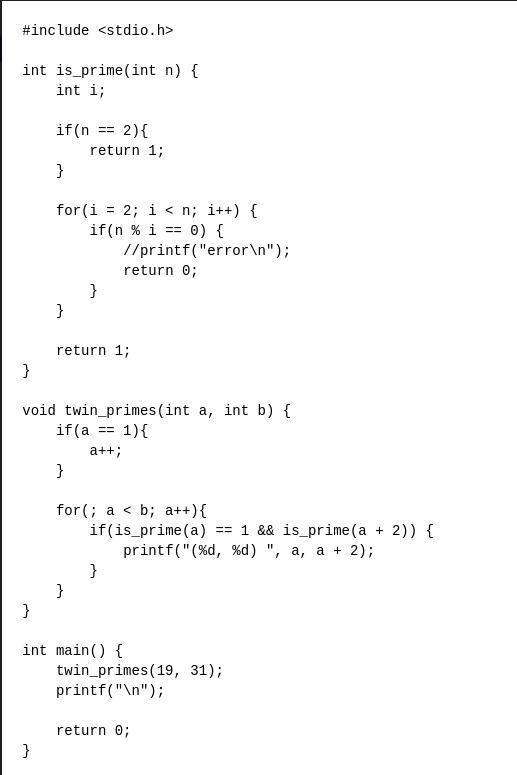 #include <stdio.h>

int is_prime(int n) {
    int i;

    if(n == 2){
        return 1;
    }

    for(i = 2; i < n; i++) {
        if(n % i == 0) {
            //printf("error\n");
            return 0;
        }
    }

    return 1;
}

void twin_primes(int a, int b) {
    if(a == 1){
        a++;
    }

    for(; a < b; a++){
        if(is_prime(a) == 1 && is_prime(a + 2)) {
            printf("(%d, %d) ", a, a + 2);
        }
    }
}

int main() {
    twin_primes(19, 31);
    printf("\n");

    return 0;
}